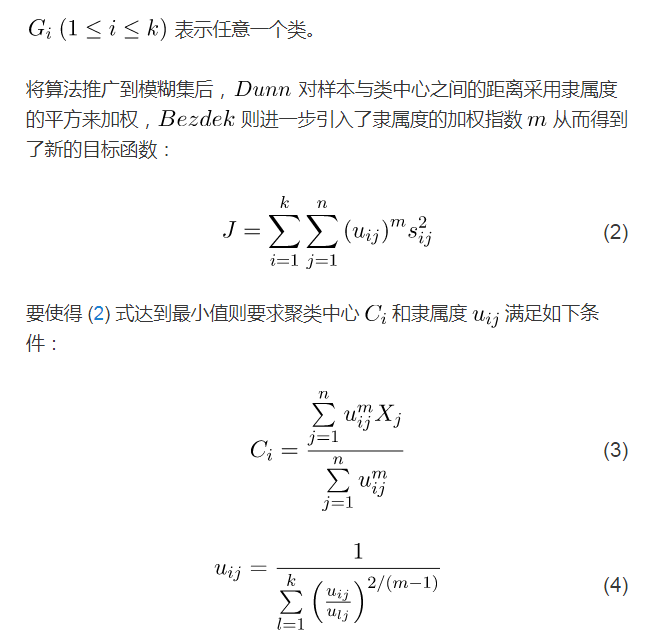 G_i (1 ≤ i ≤ k) 表示任意一个类。
将算法推广到模糊集后，Dunn 对样本与类中心之间的距离采用隶属度
的平方来加权，Bezdek 则进一步引入了隶属度的加权指数 m 从而得到
了新的目标函数：
J = \sum_{i=1}^{k} \sum_{j=1}^{n} (u_{ij})^m s_{ij}^2 (2)
要使得 (2) 式达到最小值则要求聚类中心 C_i 和隶属度 u_{ij} 满足如下条
件：
C_i = \frac{\sum_{j=1}^{n} u_{ij}^m X_j}{\sum_{j=1}^{n} u_{ij}^m} (3)
u_{ij} = \frac{1}{\sum_{l=1}^{k} \left( \frac{u_{ij}}{u_{lj}} \right)^{2/(m-1)}} (4)